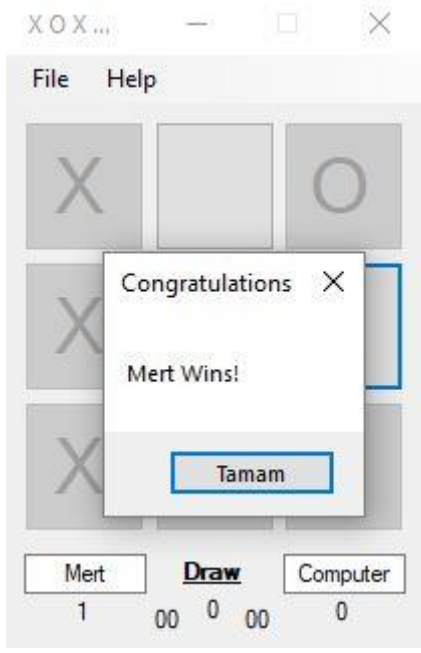 X O X ...
File Help
X O
Congratulations
X
Mert Wins!
X
Tamam
Mert Draw Computer
1 00 0 00 0